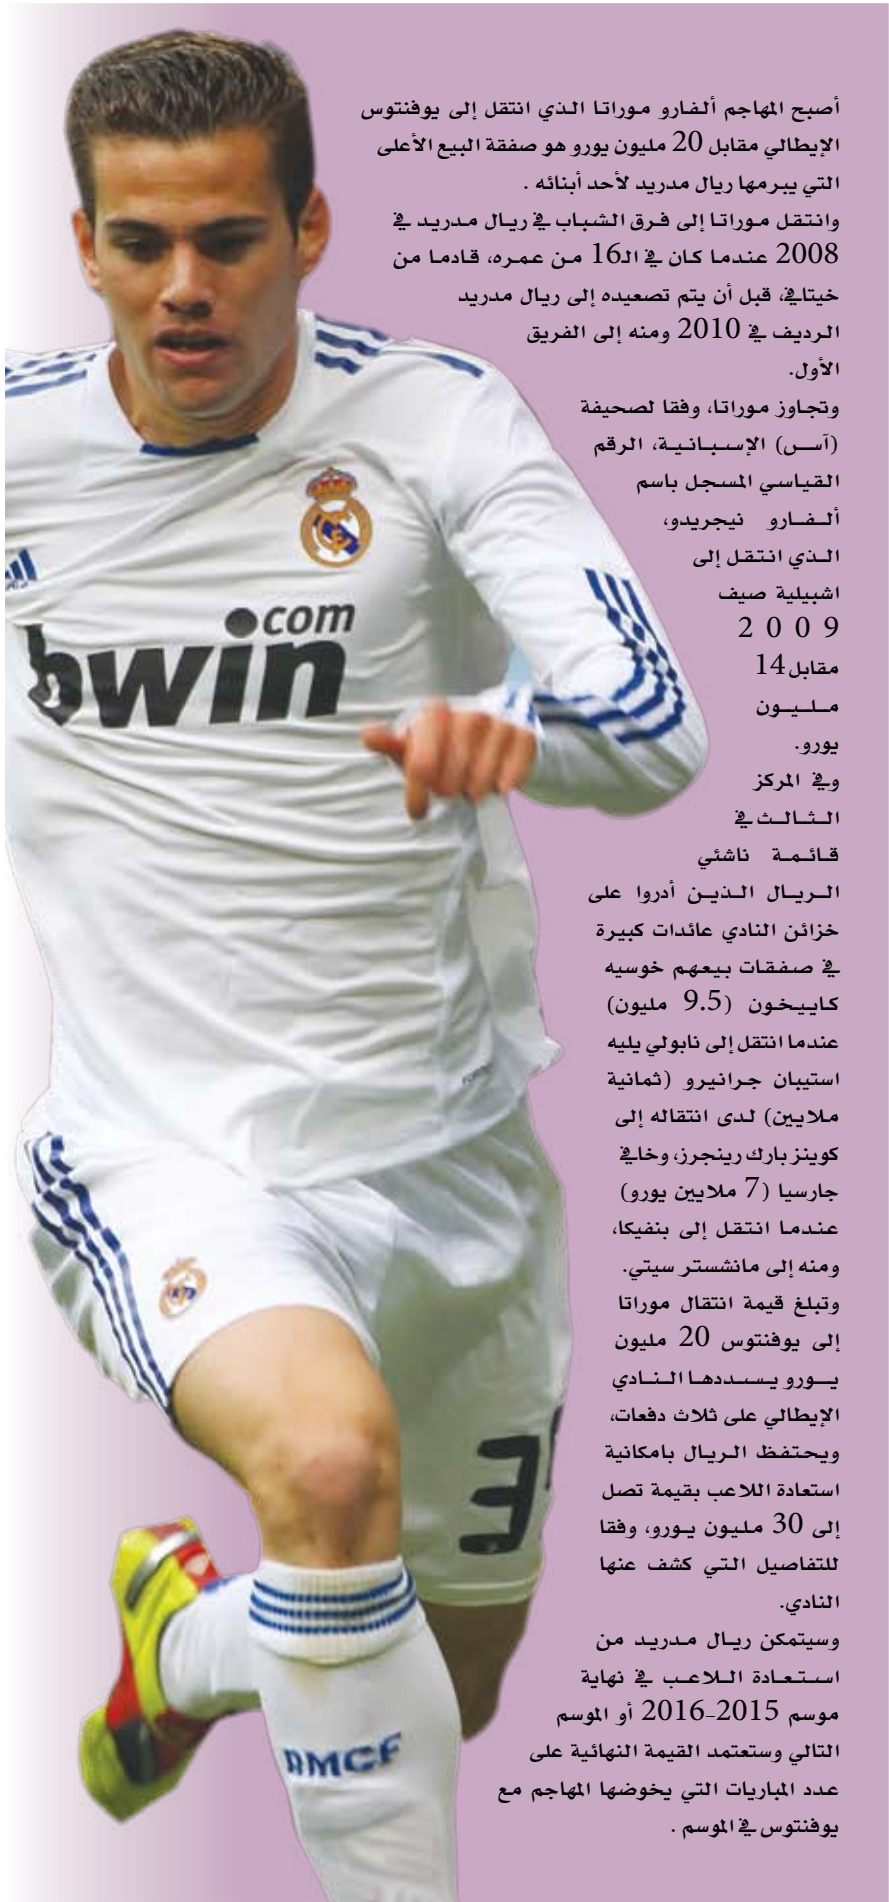 أصبح المهاجم ألفارو موراتا الذي انتقل إلى يوفنتوس
الإيطالي مقابل 20 مليون يورو هو صفقة البيع الأعلى
التي يبرمها ريال مدريد لأحد أبنائه .
وانتقل موراتا إلى فرق الشباب في ريال مدريد في
2008 عندما كان في الـ16 من عمره، قادما من
خيتافي، قبل أن يتم تصعيده إلى ريال مدريد
الرديف في 2010 ومنه إلى الفريق
الأول.
وتجاوز موراتا، وفقا لصحيفة
(آس) الإسبانية، الرقم
القياسي المسجل باسم
ألفارو نيجريدو،
الذي انتقل إلى
اشبيلية صيف
2009
مقابل 14
مليون
يورو.
وفي المركز
الثالث في
قائمة ناشئي
الريال الذين أدروا على
خزائن النادي عائدات كبيرة
في صفقات بيعهم خوسيه
كاييخون (9.5 مليون)
عندما انتقل إلى نابولي يليه
استيبان جرانيرو (ثمانية
ملايين) لدى انتقاله إلى
كوينز بارك رينجرز، وخافي
جارسيا (7 ملايين يورو)
عندما انتقل إلى بنفيكا،
ومنه إلى مانشستر سيتي.
وتبلغ قيمة انتقال موراتا
إلى يوفنتوس 20 مليون
يورو يسددها النادي
الإيطالي على ثلاث دفعات،
ويحتفظ الريال بامكانية
استعادة اللاعب بقيمة تصل
إلى 30 مليون يورو، وفقا
للتفاصيل التي كشف عنها
النادي.
وسيتمكن ريال مدريد من
استعادة اللاعب في نهاية
موسم 2015-2016 أو الموسم
التالي وستعتمد القيمة النهائية على
عدد المباريات التي يخوضها المهاجم مع
يوفنتوس في الموسم .
bwin.com
RMCF